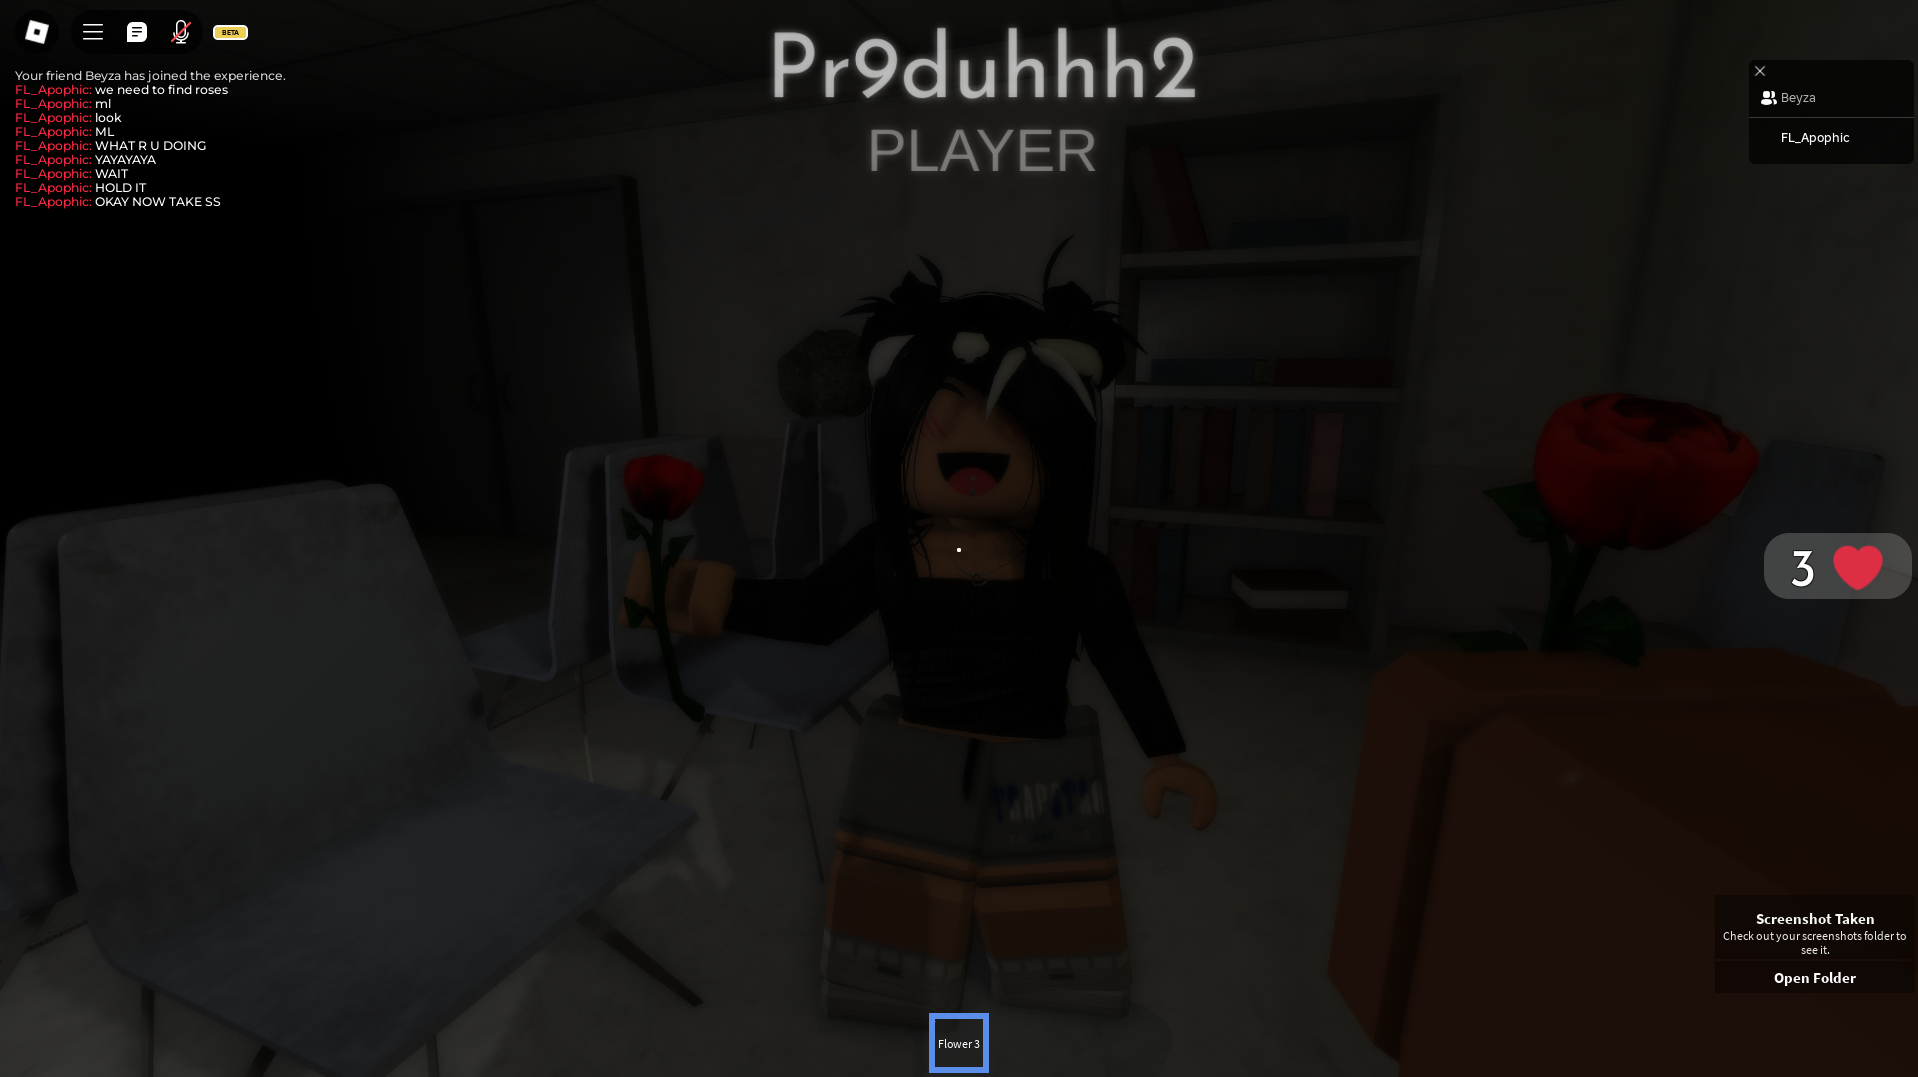 BETA
Your friend Beyza has joined the experience.
FL_Apophic: we need to find roses
FL_Apophic: ml
FL_Apophic: look
FL_Apophic: ML
FL_Apophic: WHAT R U DOING
FL_Apophic: YAYAYAYA
FL_Apophic: WAIT
FL_Apophic: HOLD IT
FL_Apophic: OKAY NOW TAKE SS
Pr9duhhh2
PLAYER
Beyza
FL_Apophic
3
Screenshot Taken
Check out your screenshots folder to
see it.
Open Folder
Flower 3